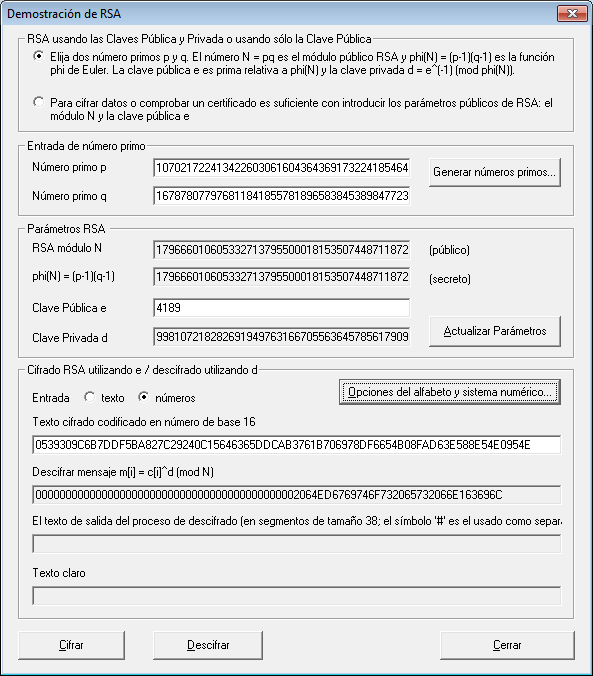 Demostración de RSA
RSA usando las Claves Pública y Privada o usando sólo la Clave Pública
Elija dos número primos p y q. El número N = pq es el módulo público RSA y phi(N) = (p-1)(q-1) es la función
phi de Euler. La clave pública e es prima relativa a phi(N) y la clave privada d = e^(-1) (mod phi(N)).
Para cifrar datos o comprobar un certificado es suficiente con introducir los parámetros públicos de RSA: el
módulo N y la clave pública e
Entrada de número primo
Número primo p 107021722413422603061604364369173224185464 Generar números primos...
Número primo q 167878077976811841855781896583845389847723
Parámetros RSA
RSA módulo N 179666010605332713795500018153507448711872 (público)
phi(N) = (p-1)(q-1) 179666010605332713795500018153507448711872 (secreto)
Clave Pública e 4189
Clave Privada d 998107218282691949763166705563645785617909 Actualizar Parámetros
Cifrado RSA utilizando e / descifrado utilizando d
Entrada texto números Opciones del alfabeto y sistema numérico...
Texto cifrado codificado en número de base 16
0539309C6B7DDF5BA827C29240C15646365DDCAB3761B706978DF6654B08FAD63E588E54E0954E
Descifrar mensaje m[i] = c[i]^d (mod N)
000000000000000000000000000000000000000000002064ED6769746F732065732066E163696C
El texto de salida del proceso de descifrado (en segmentos de tamaño 38; el símbolo '#' es el usado como separa
Texto claro
Cifrar Descifrar Cerrar